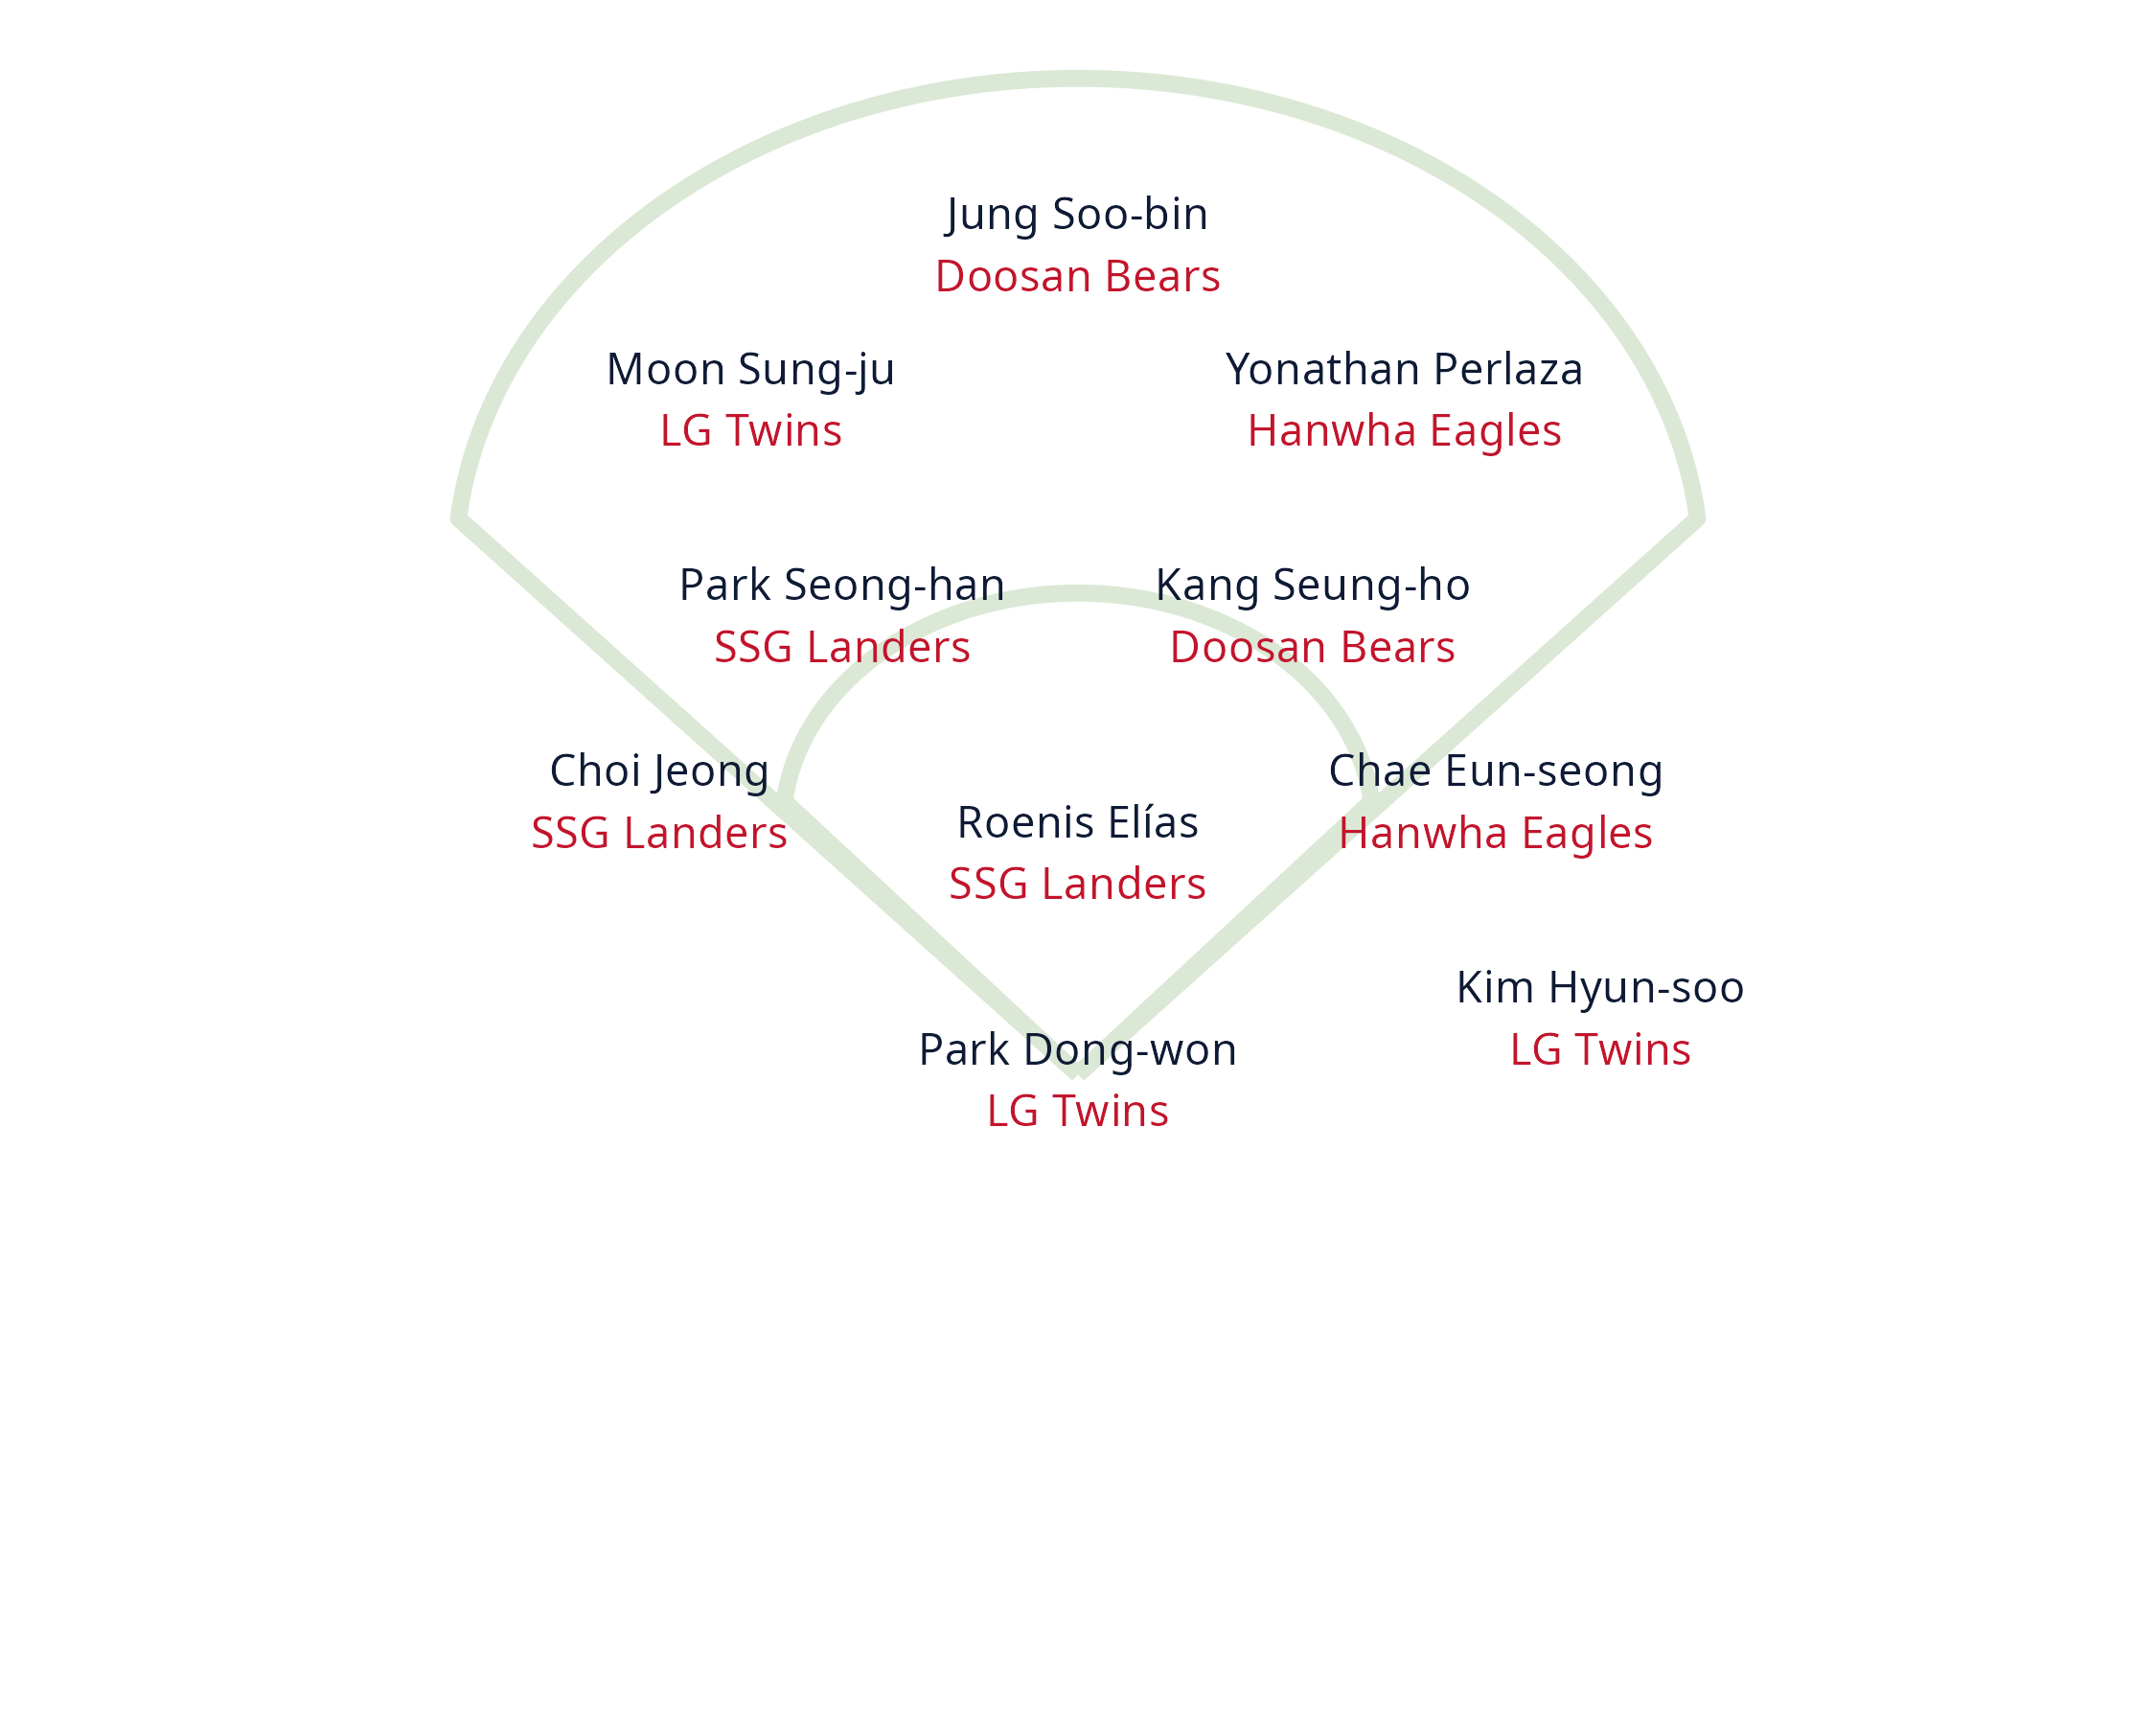 Jung Soo-bin
Doosan Bears
Moon Sung-ju
LG Twins
Yonathan Perlaza
Hanwha Eagles
Park Seong-han
SSG Landers
Kang Seung-ho
Doosan Bears
Choi Jeong
SSG Landers
Roenis Elías
SSG Landers
Chae Eun-seong
Hanwha Eagles
Park Dong-won
LG Twins
Kim Hyun-soo
LG Twins